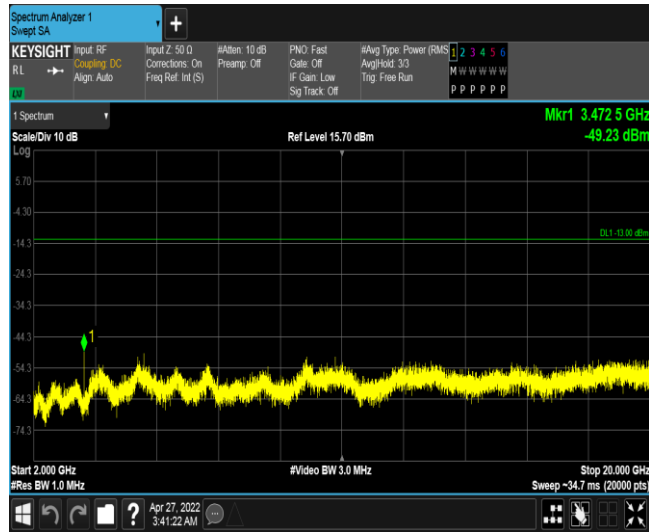 Spectrum Analyzer 1
Swept SA
+
KEYSIGHT Input: RF Input Z: 50 Ω #Atten: 10 dB PNO: Fast #Avg Type: Power (RMS 1 2 3 4 5 6
RL Coupling: DC Corrections: On Preamp: Off Gate: Off Avg|Hold: 3/3 M W W W W W
Align: Auto Freq Ref: Int (S) IF Gain: Low Trig: Free Run
Sig Track: Off P P P P P P
LXI
1 Spectrum
Mkr1 3.472 5 GHz
Scale/Div 10 dB Ref Level 15.70 dBm -49.23 dBm
Log
5.70
-4.30
DL1 -13.00 dBm
-14.3
-24.3
-34.3
-44.3
1
-54.3
-64.3
-74.3
Start 2.000 GHz #Video BW 3.0 MHz Stop 20.000 GHz
#Res BW 1.0 MHz Sweep ~34.7 ms (20000 pts)
? Apr 27, 2022
3:41:22 AM